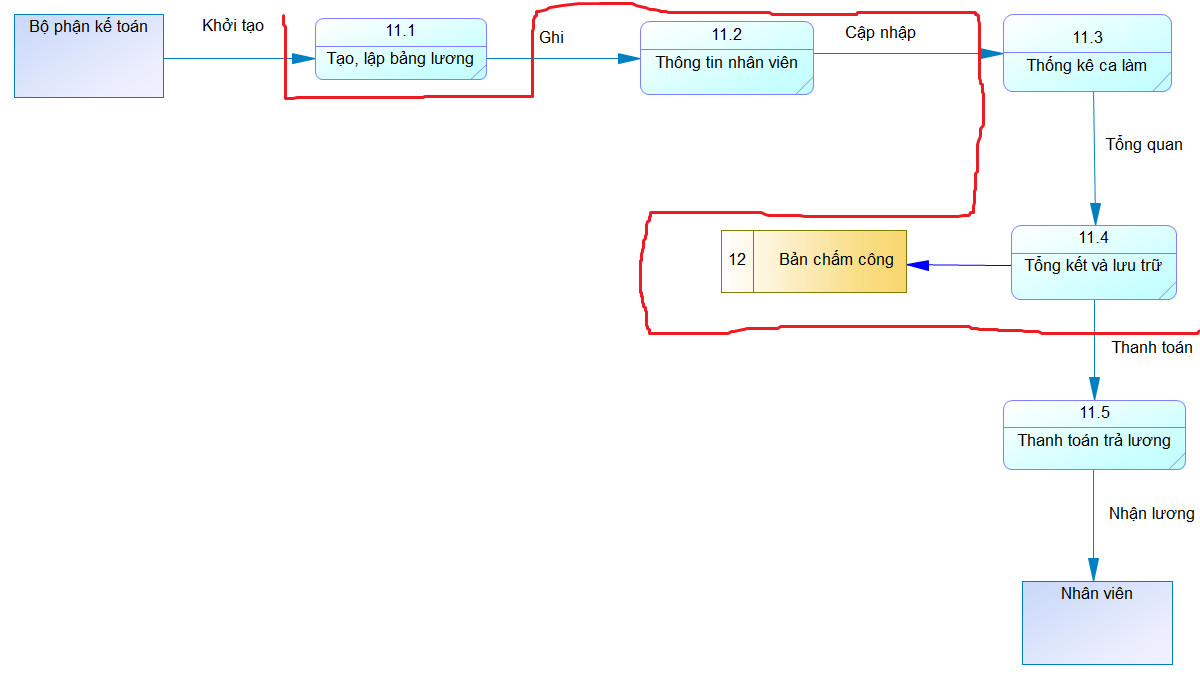 Bộ phận kế toán
Khởi tạo
11.1
Tạo, lập bảng lương
Ghi
11.2
Thông tin nhân viên
Cập nhập
11.3
Thống kê ca làm
Tổng quan
11.4
Tổng kết và lưu trữ
12
Bản chấm công
Thanh toán
11.5
Thanh toán trả lương
Nhận lương
Nhân viên